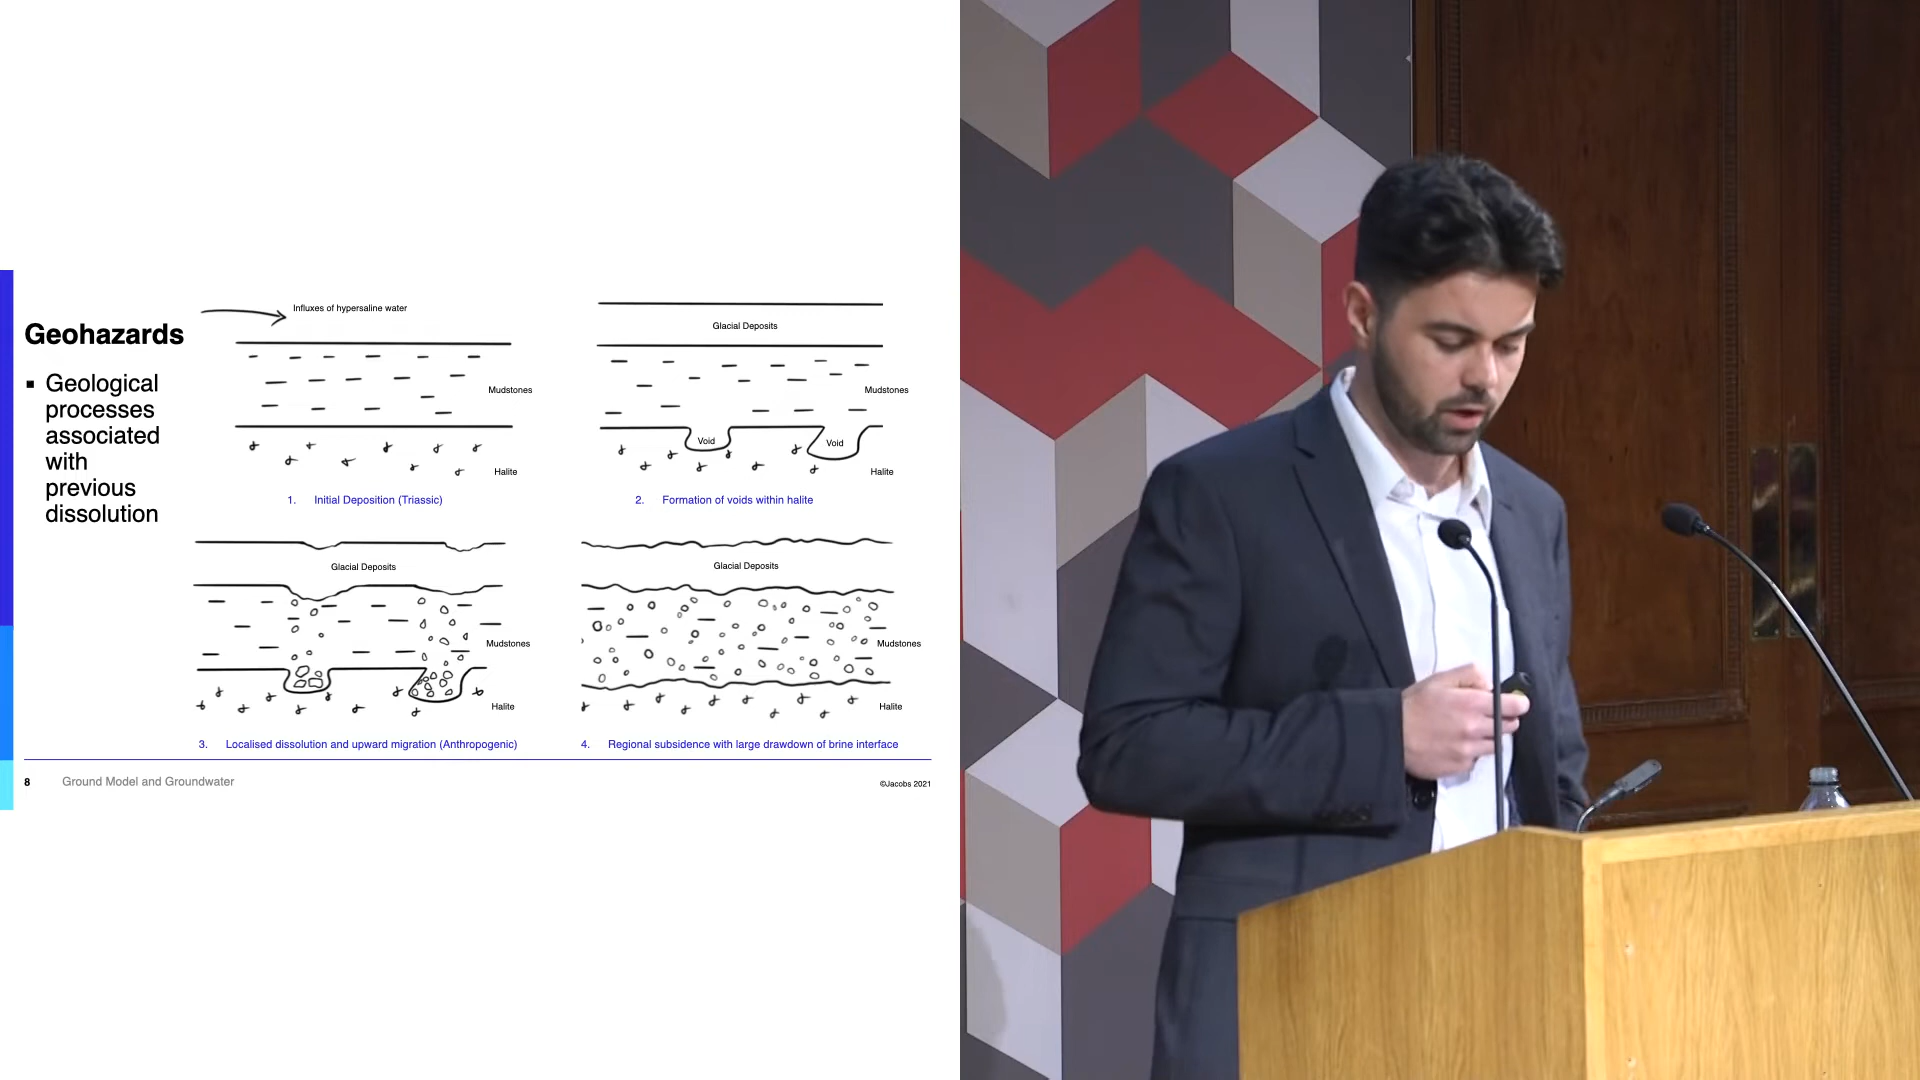 Geohazards
▪ Geological
processes
associated
with
previous
dissolution
Influxes of hypersaline water
Mudstones
Halite
1. Initial Deposition (Triassic)
Glacial Deposits
Mudstones
Void
Void
Halite
2. Formation of voids within halite
Glacial Deposits
Mudstones
Halite
3. Localised dissolution and upward migration (Anthropogenic)
Glacial Deposits
Mudstones
Halite
4. Regional subsidence with large drawdown of brine interface
8 Ground Model and Groundwater
©Jacobs 2021